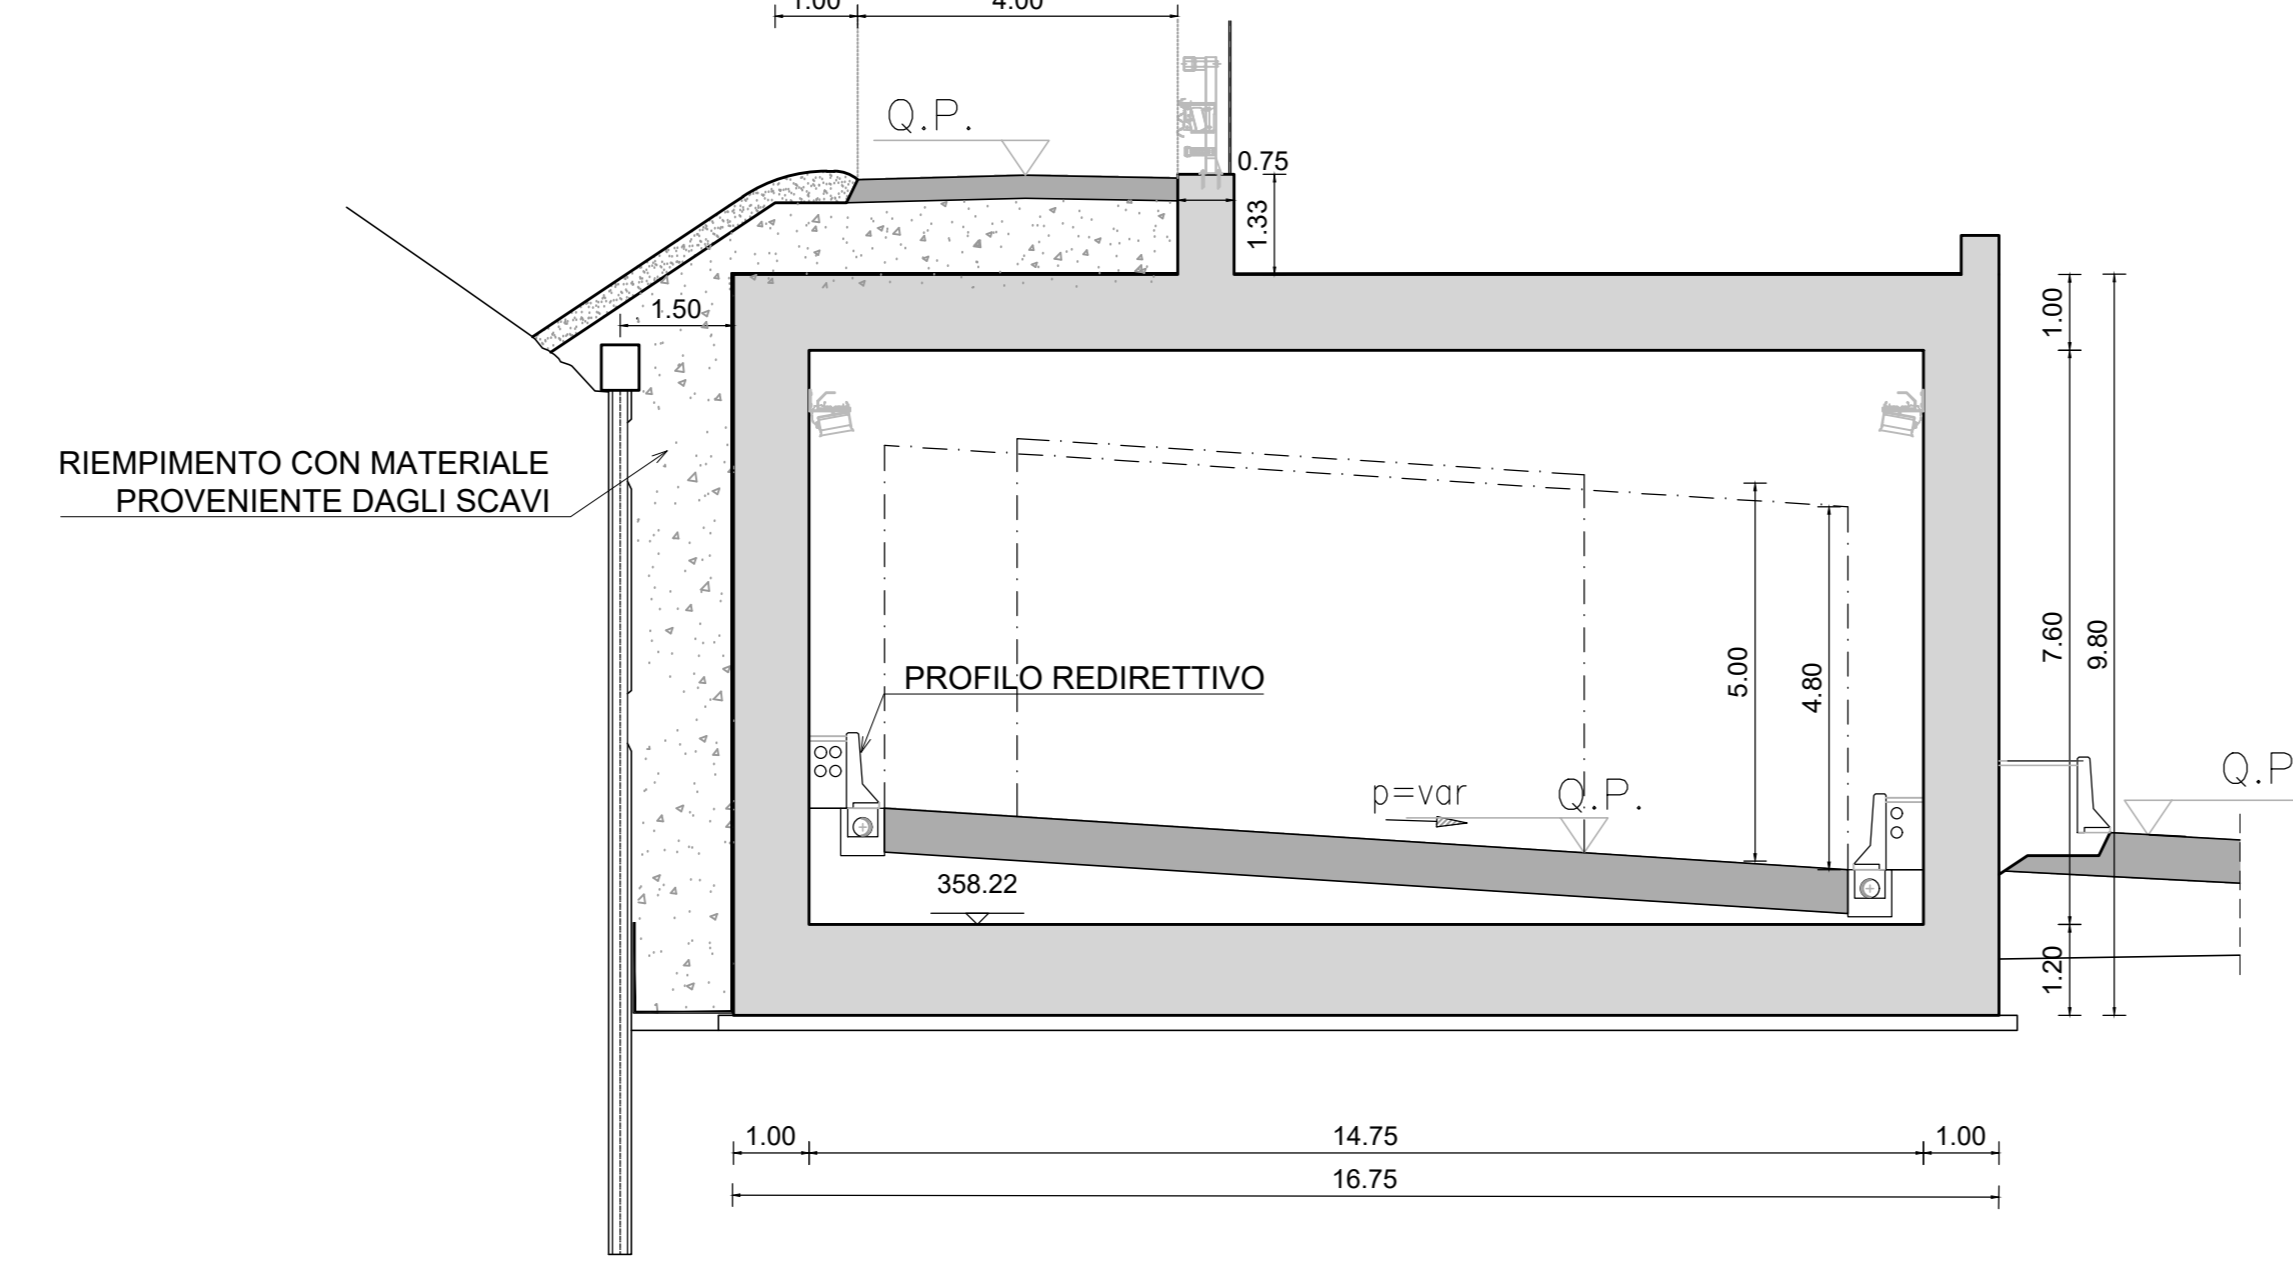 1.00
4.00
Q.P.
0.75
1.33
1.50
1.00
RIEMPIMENTO CON MATERIALE
PROVENIENTE DAGLI SCAVI
7.60
9.80
5.00
4.80
PROFILO REDIRETTIVO
p=var
Q.P.
Q.P
358.22
1.20
1.00
14.75
1.00
16.75